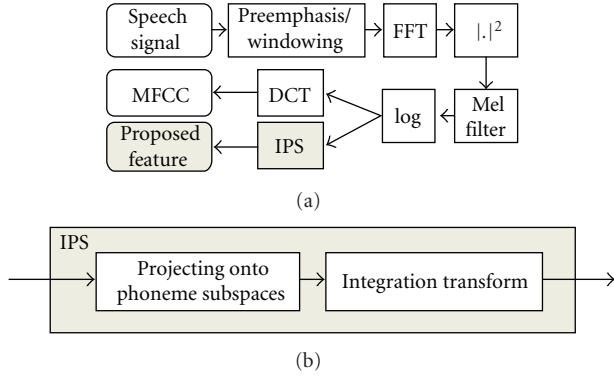 Speech
signal
Preemphasis/
windowing
FFT
|.|²
MFCC
DCT
log
Mel
filter
Proposed
feature
IPS
(a)
IPS
Projecting onto
phoneme subspaces
Integration transform
(b)